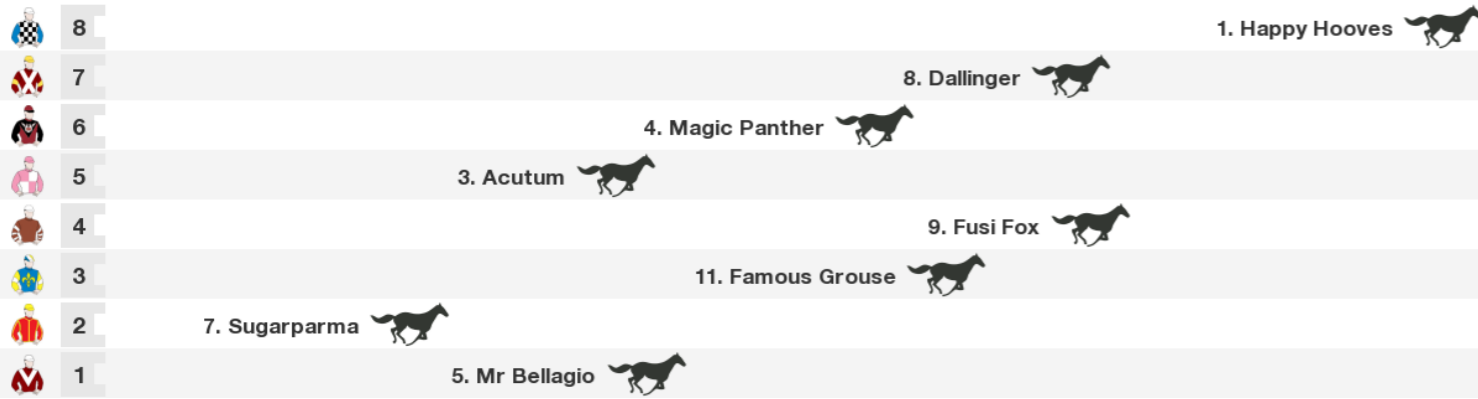 8 1. Happy Hooves
7 8. Dallinger
6 4. Magic Panther
5 3. Acutum
4 9. Fusi Fox
3 11. Famous Grouse
2 7. Sugarparma
1 5. Mr Bellagio